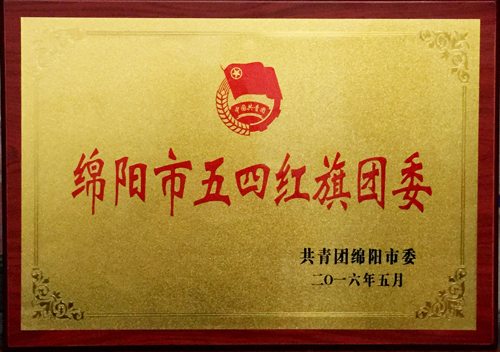 中国共青团
绵阳市五四红旗团委
共青团绵阳市委
二〇一六年五月